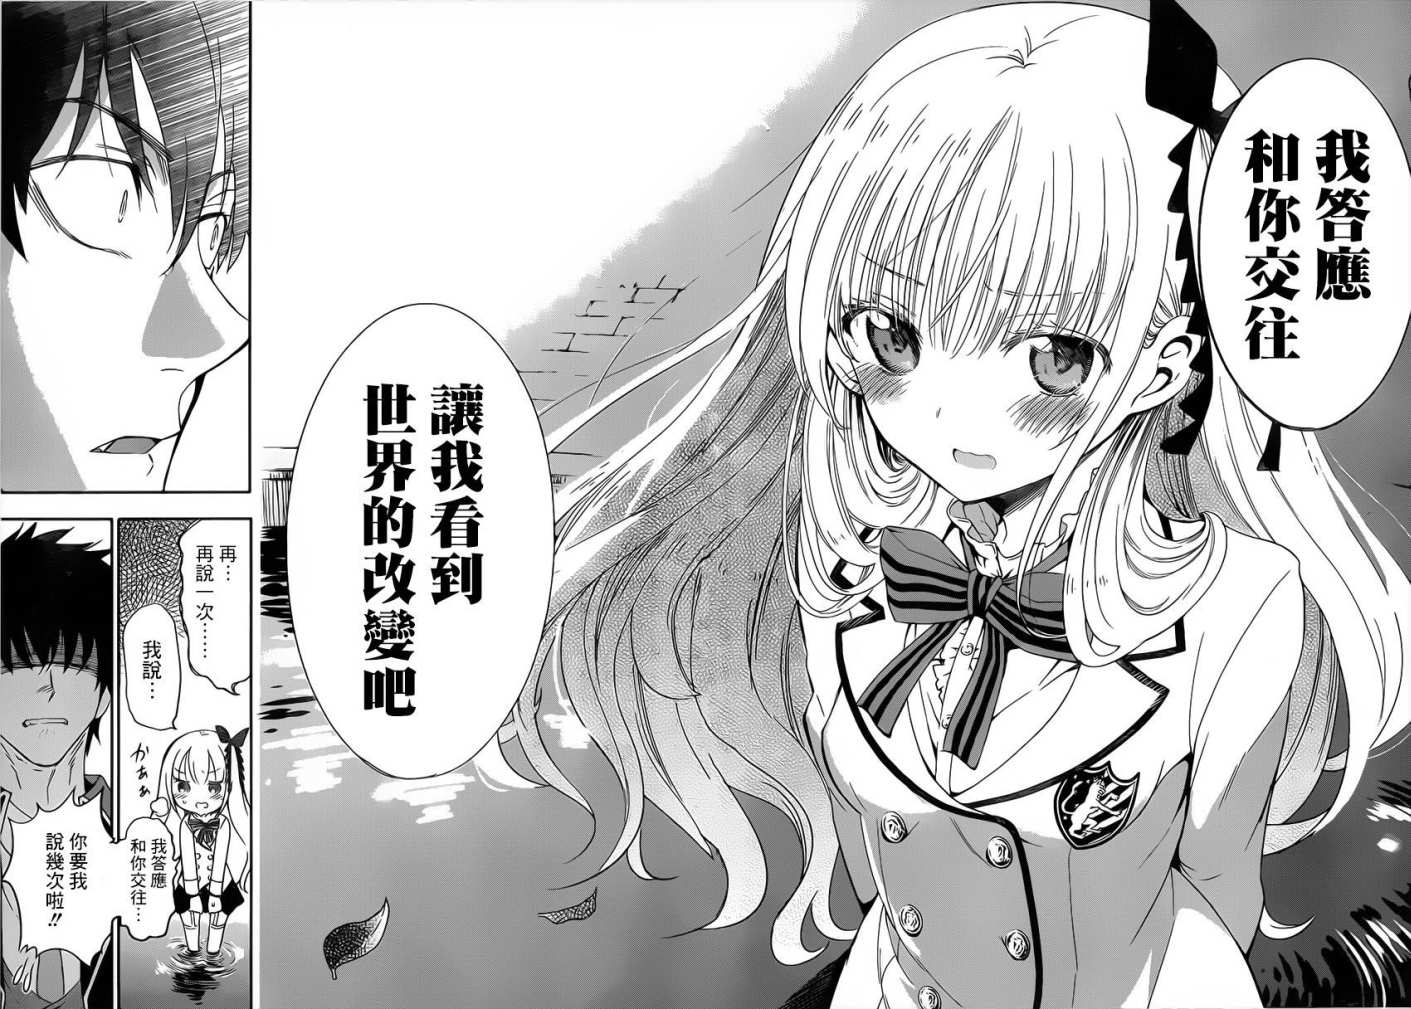 我答應
和你交往
讓我看到
世界的改變吧
再…
再說一次……
我說…
かぁぁ
我答應
和你交往…
你要我
說幾次啦!!